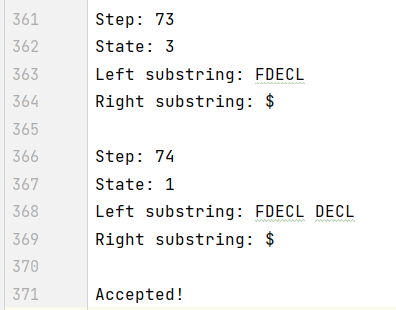 361 Step: 73
362 State: 3
363 Left substring: FDECL
364 Right substring: $
365
366 Step: 74
367 State: 1
368 Left substring: FDECL DECL
369 Right substring: $
370
371 Accepted!